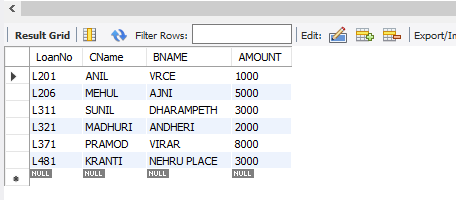 Result Grid Filter Rows: Edit: Export/Im
LoanNo CName BNAME AMOUNT
L201 ANIL VRCE 1000
L206 MEHUL AJNI 5000
L311 SUNIL DHARAMPETH 3000
L321 MADHURI ANDHERI 2000
L371 PRAMOD VIRAR 8000
L481 KRANTI NEHRU PLACE 3000
NULL NULL NULL NULL